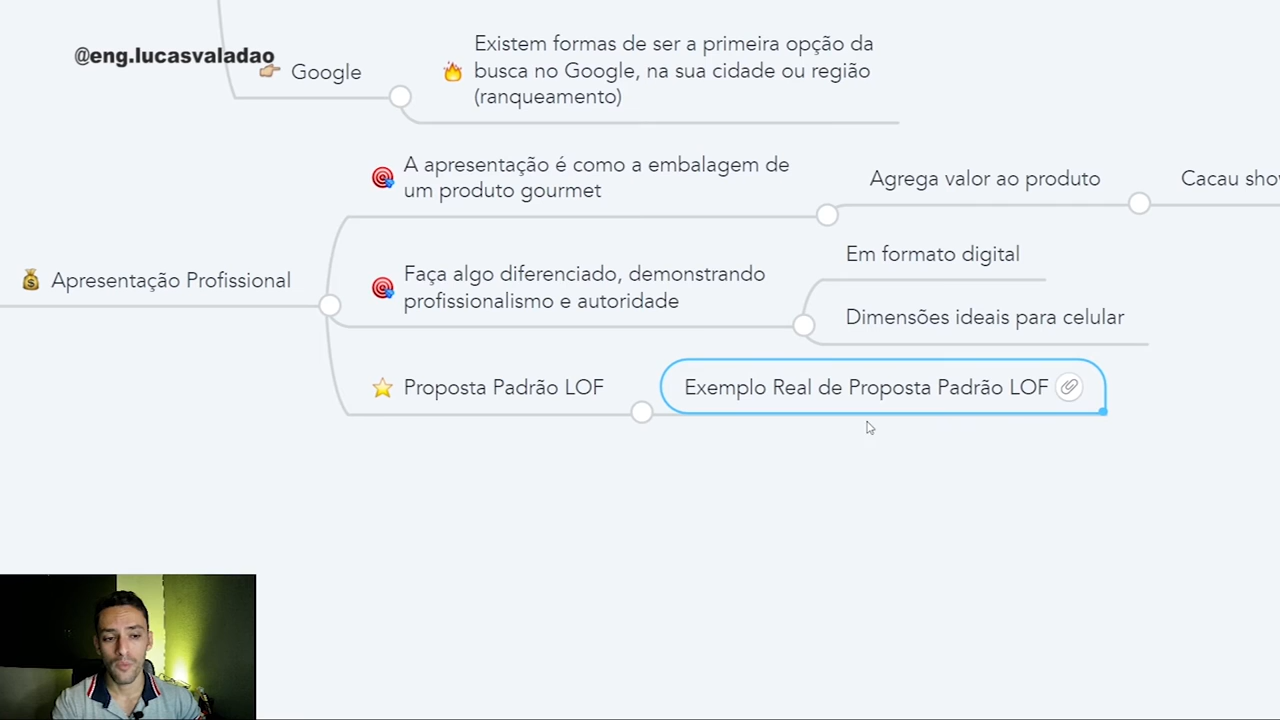 @eng.lucasvaladao
Google
Existem formas de ser a primeira opção da
busca no Google, na sua cidade ou região
(ranqueamento)
A apresentação é como a embalagem de
um produto gourmet
Agrega valor ao produto
Cacau
Apresentação Profissional
Faça algo diferenciado, demonstrando
profissionalismo e autoridade
Em formato digital
Dimensões ideais para celular
Proposta Padrão LOF
Exemplo Real de Proposta Padrão LOF